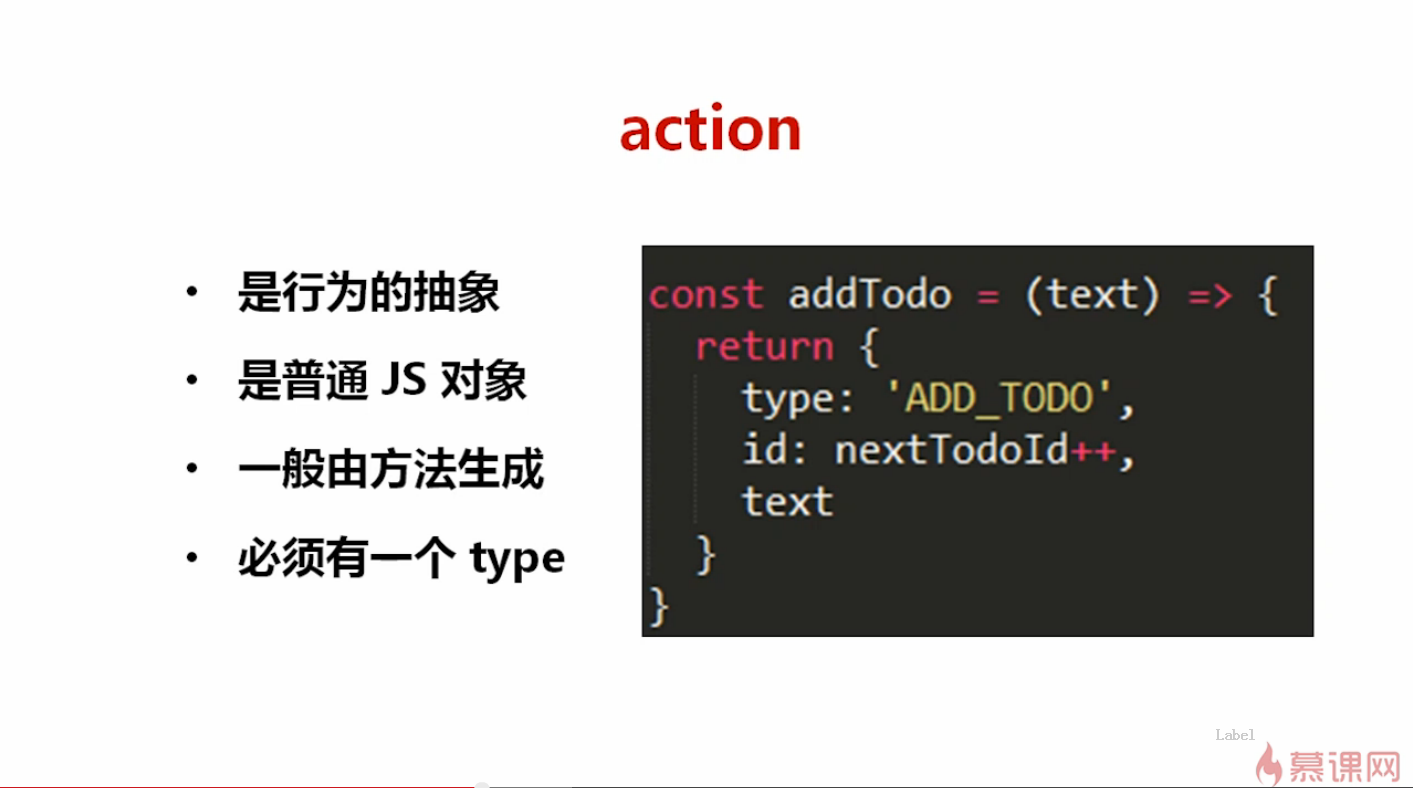 action
• 是行为的抽象
• 是普通 JS 对象
• 一般由方法生成
• 必须有一个 type
const addTodo = (text) => {
  return {
    type: 'ADD_TODO',
    id: nextTodoId++,
    text
  }
}
Label
慕课网